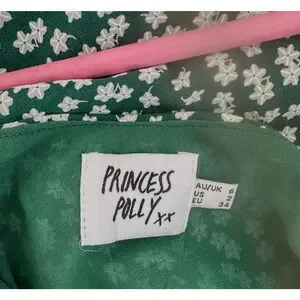 PRINCESS
POLLY xx
AU/UK 6
US 2
EU 34